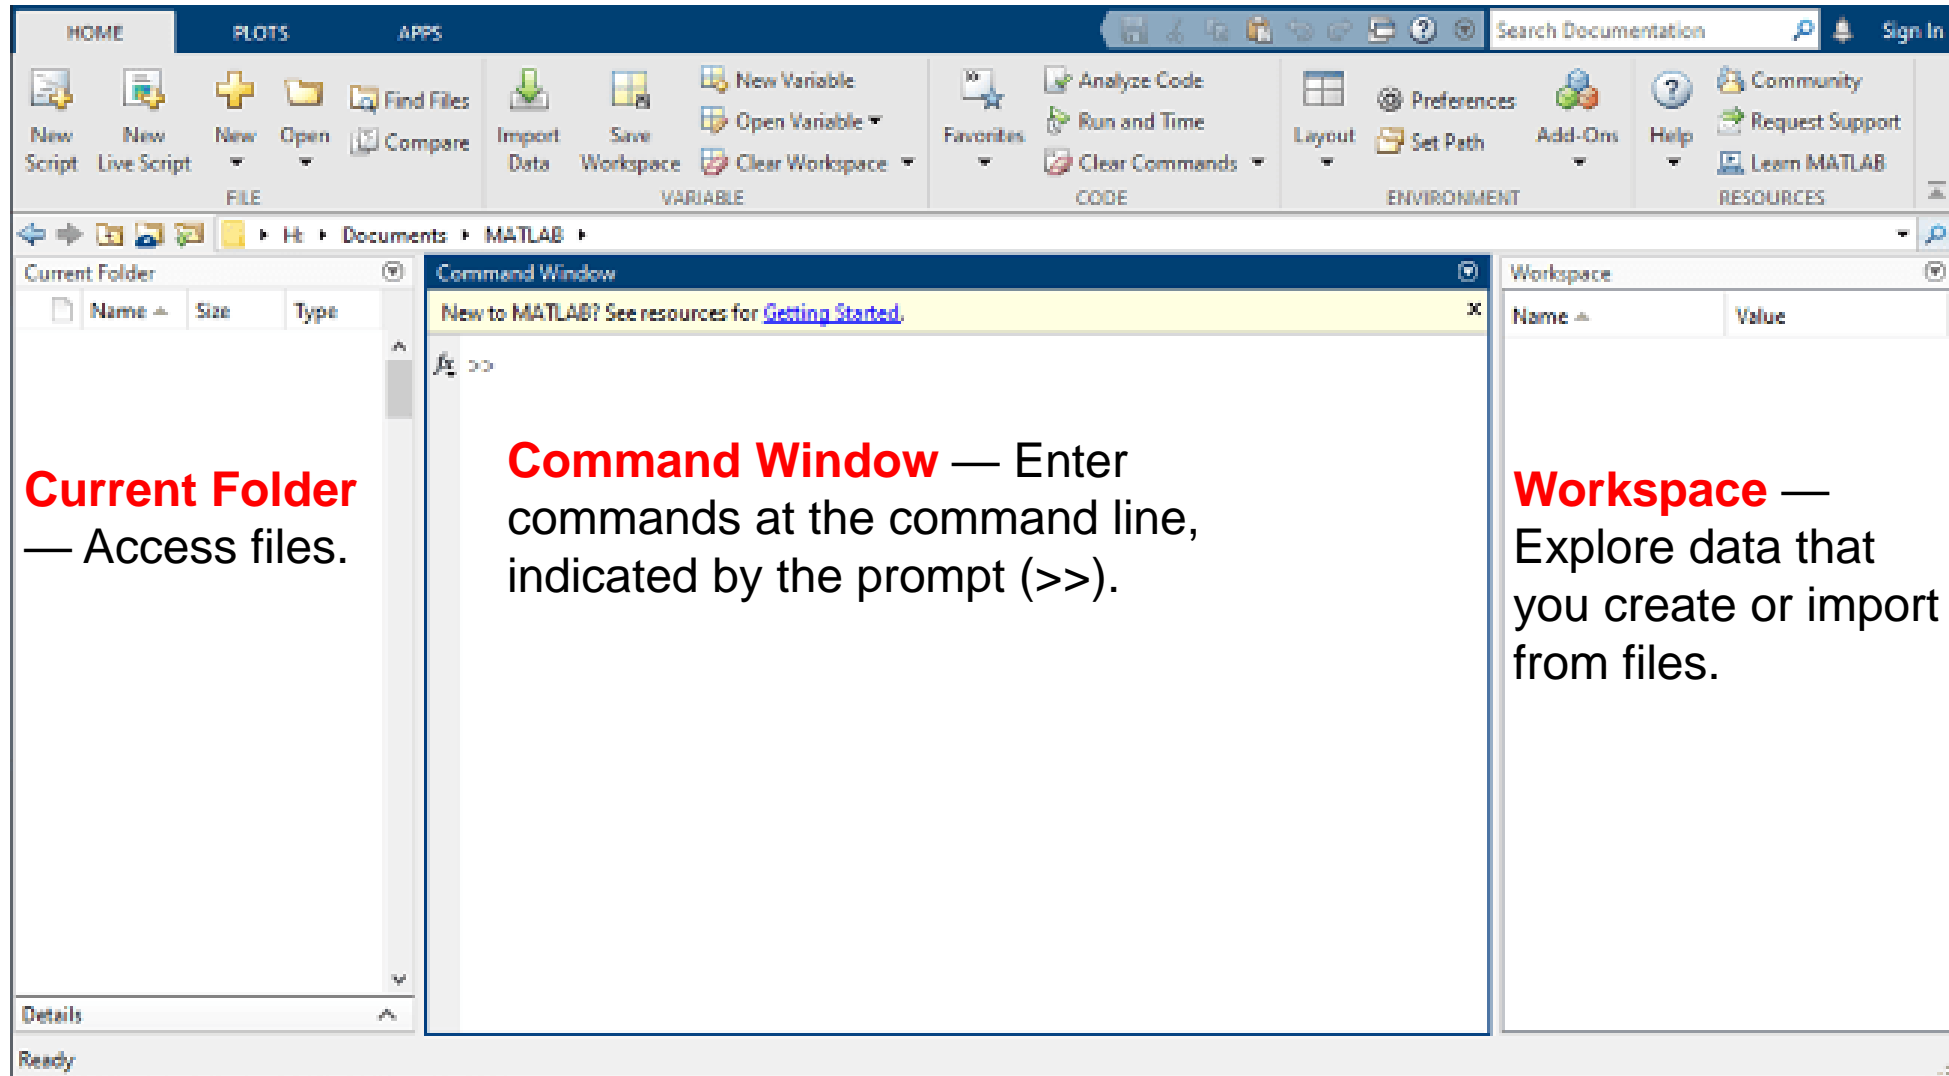 HOME PLOTS APPS Search Documentation Sign In
New Script
New Live Script
New
Open
Find Files
Compare
FILE
Import Data
Save Workspace
New Variable
Open Variable
Clear Workspace
VARIABLE
Favorites
Analyze Code
Run and Time
Clear Commands
CODE
Layout
Preferences
Set Path
Add-Ons
ENVIRONMENT
Help
Community
Request Support
Learn MATLAB
RESOURCES
H: Documents MATLAB
Current Folder
Name Size Type
Current Folder
— Access files.
Details
Command Window
New to MATLAB? See resources for Getting Started.
fx >>
Command Window — Enter
commands at the command line,
indicated by the prompt (>>).
Workspace
Name Value
Workspace —
Explore data that
you create or import
from files.
Ready